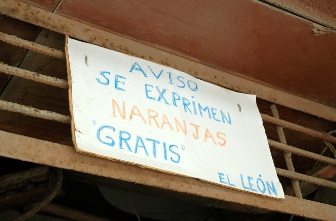 AVISO
SE EXPRIMEN
NARANJAS
"GRATIS"
EL LEÓN